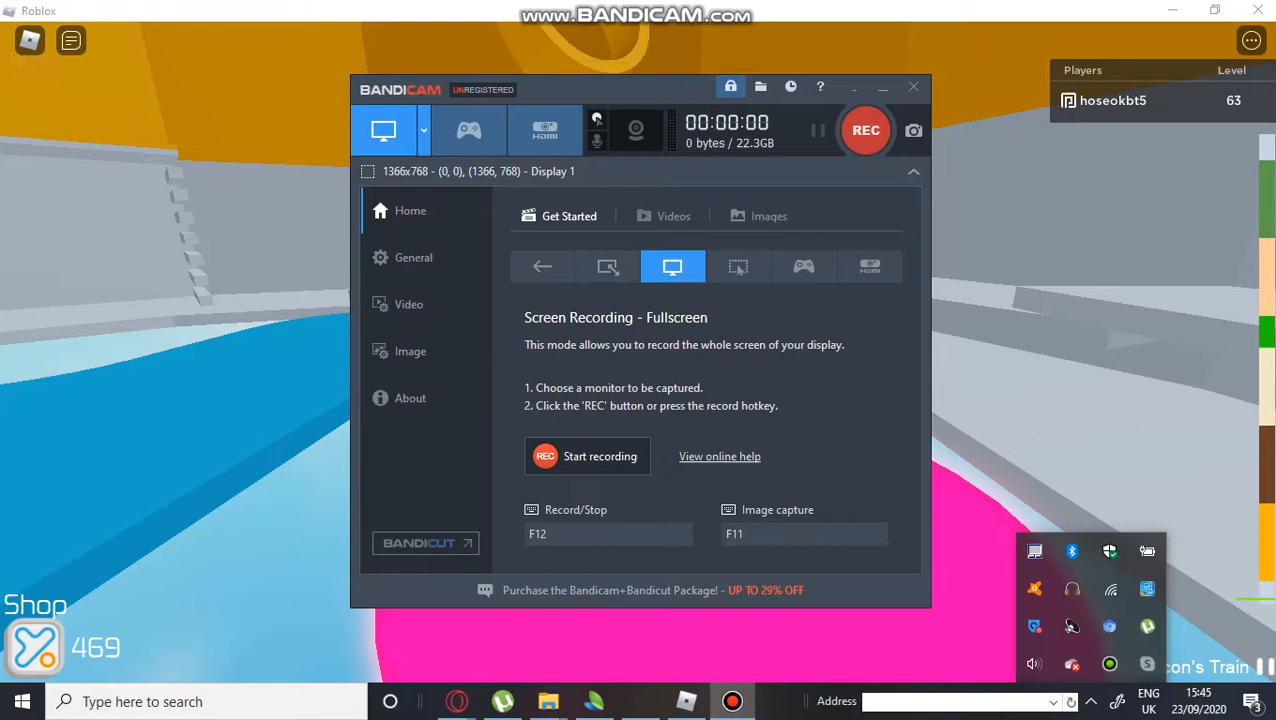 Roblox
www.BANDICAM.com
Players Level
hoseokbt5 63
BANDICAM UNREGISTERED
?
HDMI
00:00:00
0 bytes / 22.3GB
REC
1366x768 - (0, 0), (1366, 768) - Display 1
Home
General
Video
Image
About
BANDICUT
Get Started
Videos
Images
HDMI
Screen Recording - Fullscreen
This mode allows you to record the whole screen of your display.
1. Choose a monitor to be captured.
2. Click the 'REC' button or press the record hotkey.
REC Start recording
View online help
Record/Stop
F12
Image capture
F11
Purchase the Bandicam+Bandicut Package! - UP TO 29% OFF
Shop
469
con's Train
Type here to search
Address
ENG
UK
15:45
23/09/2020
3